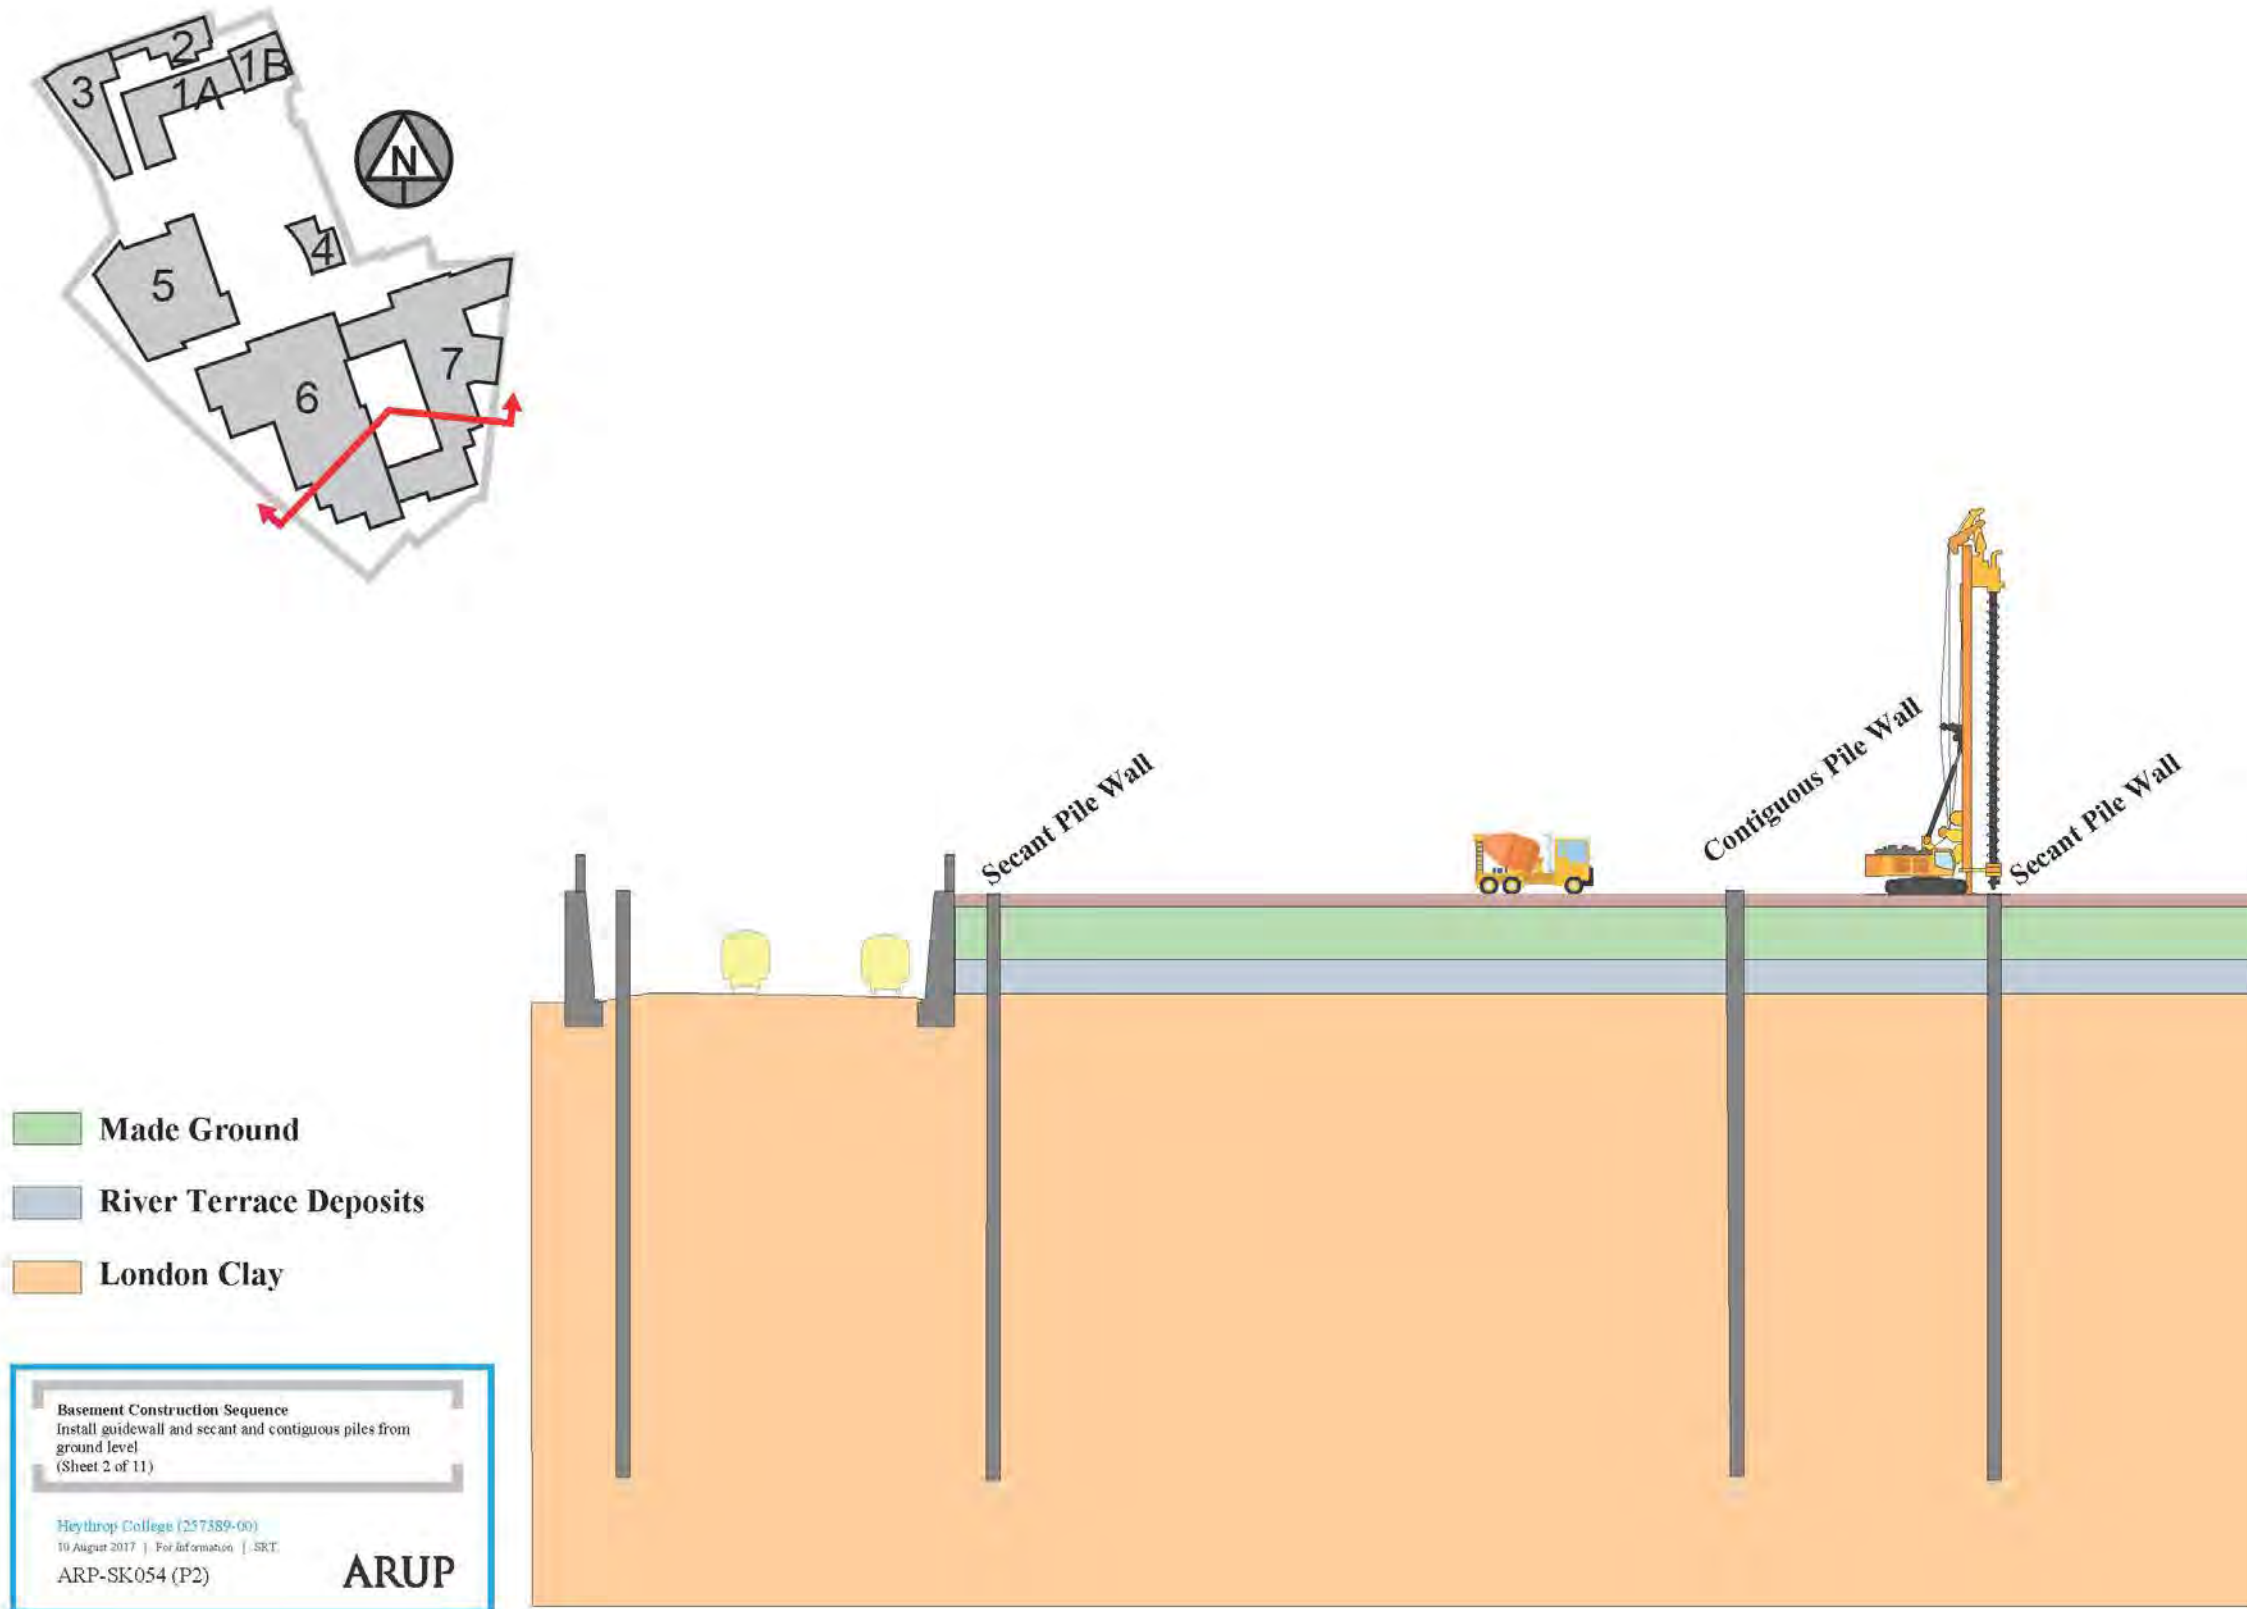 2
1B
3
1A
N
4
5
7
6
Secant Pile Wall
Contiguous Pile Wall
Secant Pile Wall
Made Ground
River Terrace Deposits
London Clay
Basement Construction Sequence
Install guidewall and secant and contiguous piles from
ground level
(Sheet 2 of 11)
Heythrop College (257389-00)
10 August 2017 | For Information | SRT
ARP-SK054 (P2)
ARUP